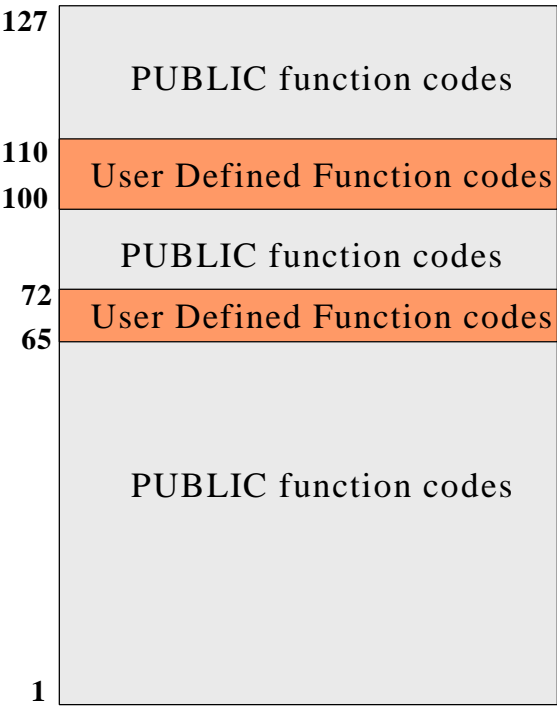 127
PUBLIC function codes
110
User Defined Function codes
100
PUBLIC function codes
72
User Defined Function codes
65
PUBLIC function codes
1